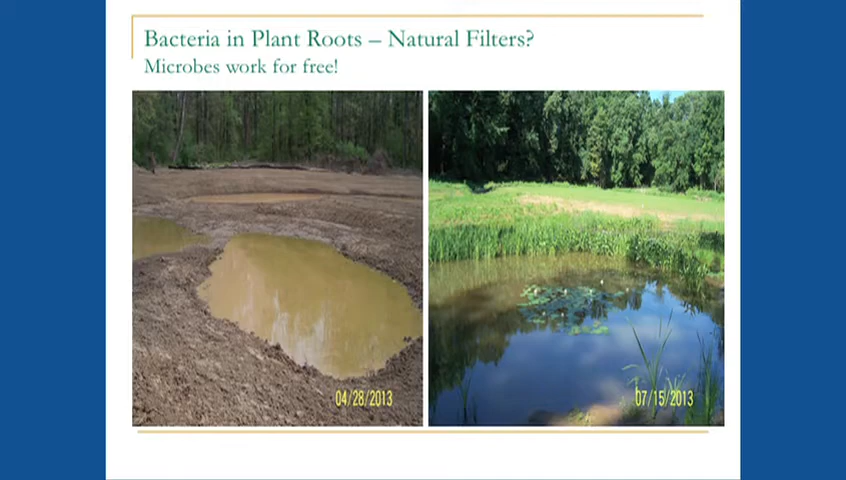 Bacteria in Plant Roots – Natural Filters?
Microbes work for free!
04/28/2013
07/15/2013